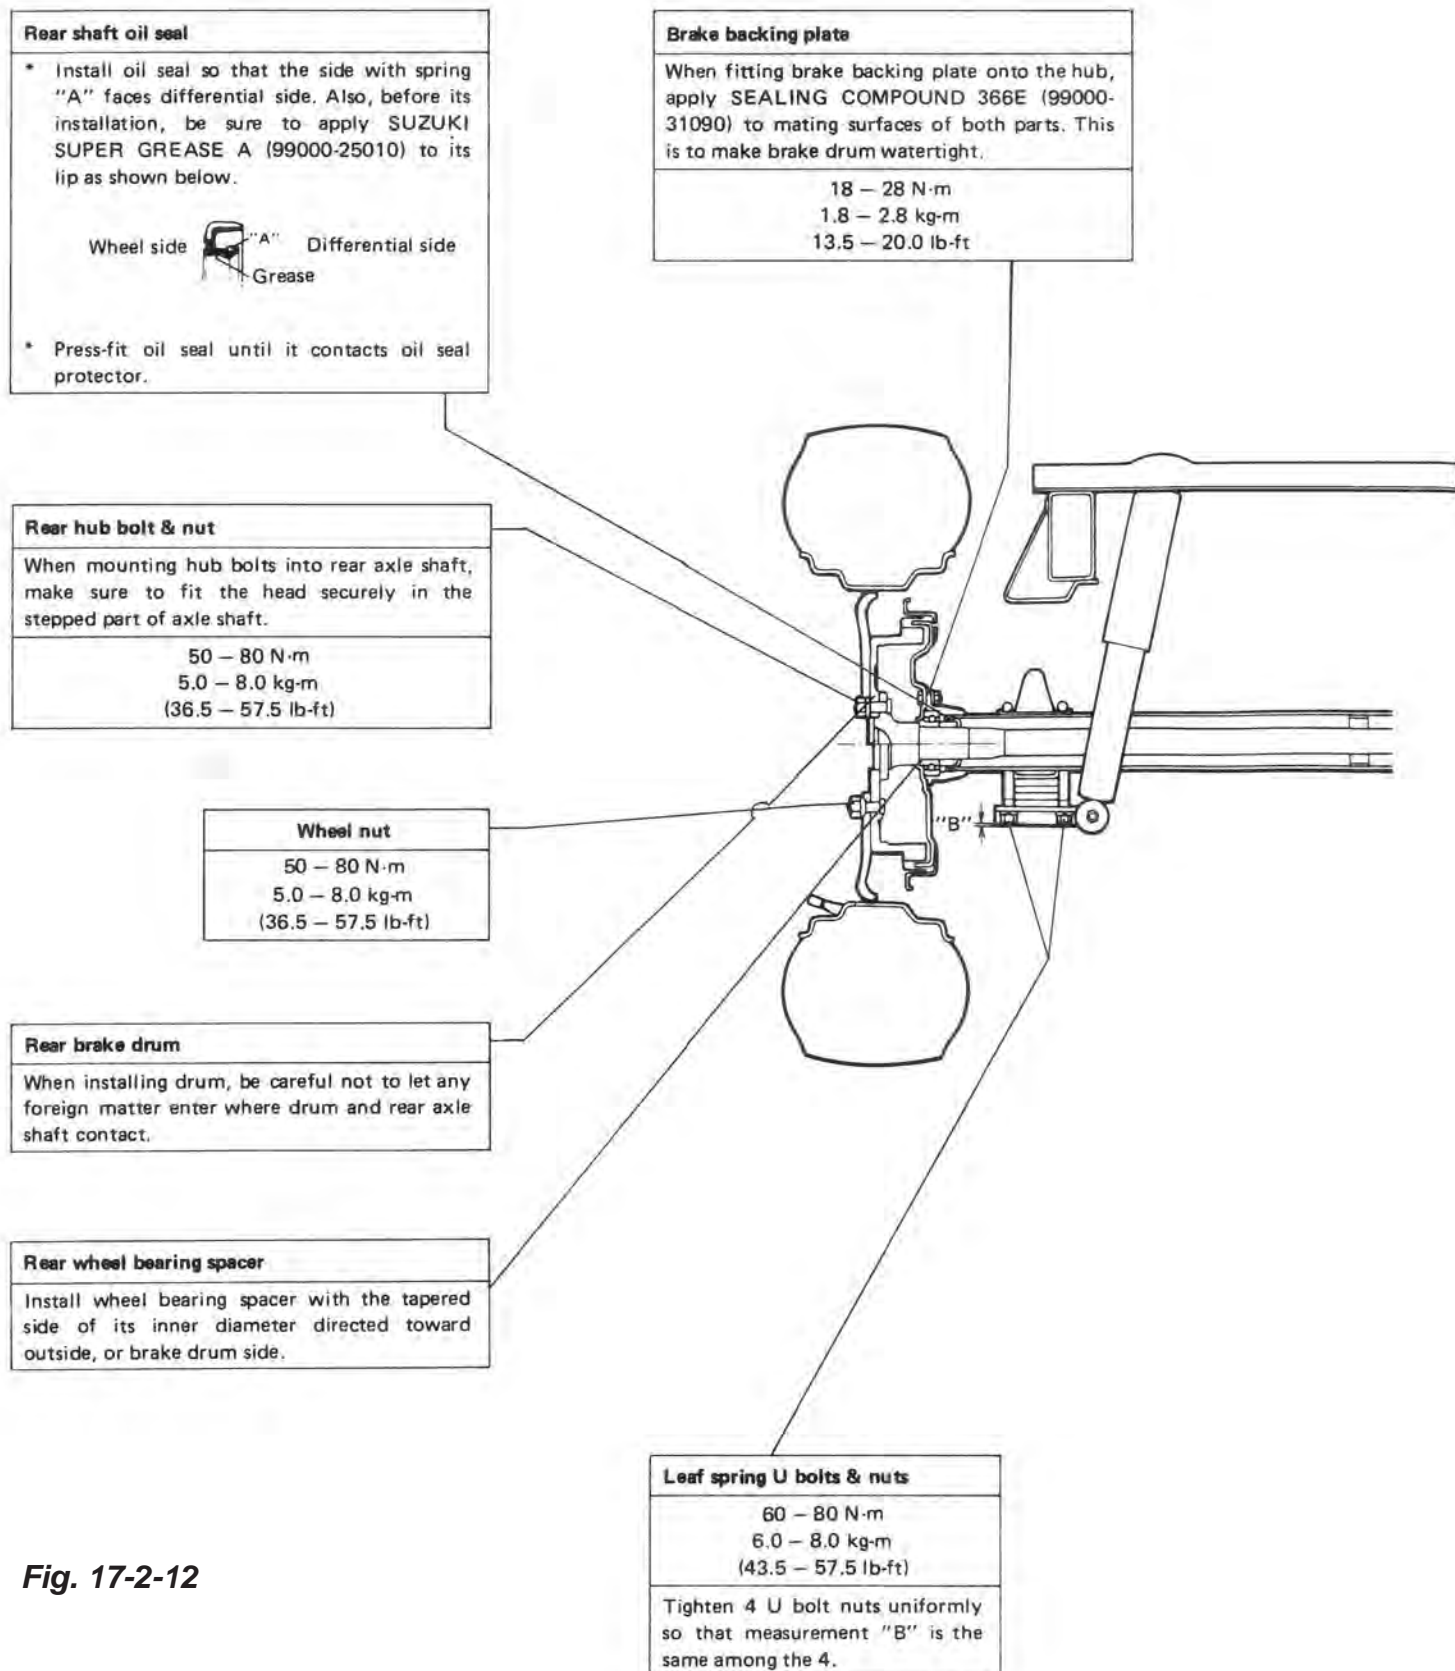 Rear shaft oil seal
* Install oil seal so that the side with spring
"A" faces differential side. Also, before its
installation, be sure to apply SUZUKI
SUPER GREASE A (99000-25010) to its
lip as shown below.
Wheel side "A" Differential side
Grease
* Press-fit oil seal until it contacts oil seal
protector.
Brake backing plate
When fitting brake backing plate onto the hub,
apply SEALING COMPOUND 366E (99000-
31090) to mating surfaces of both parts. This
is to make brake drum watertight.
18 – 28 N·m
1.8 – 2.8 kg-m
13.5 – 20.0 lb-ft
Rear hub bolt & nut
When mounting hub bolts into rear axle shaft,
make sure to fit the head securely in the
stepped part of axle shaft.
50 – 80 N·m
5.0 – 8.0 kg-m
(36.5 – 57.5 lb-ft)
Wheel nut
50 – 80 N·m
5.0 – 8.0 kg-m
(36.5 – 57.5 lb-ft)
"B"
Rear brake drum
When installing drum, be careful not to let any
foreign matter enter where drum and rear axle
shaft contact.
Rear wheel bearing spacer
Install wheel bearing spacer with the tapered
side of its inner diameter directed toward
outside, or brake drum side.
Leaf spring U bolts & nuts
60 – 80 N·m
6.0 – 8.0 kg-m
(43.5 – 57.5 lb-ft)
Tighten 4 U bolt nuts uniformly
so that measurement "B" is the
same among the 4.
Fig. 17-2-12